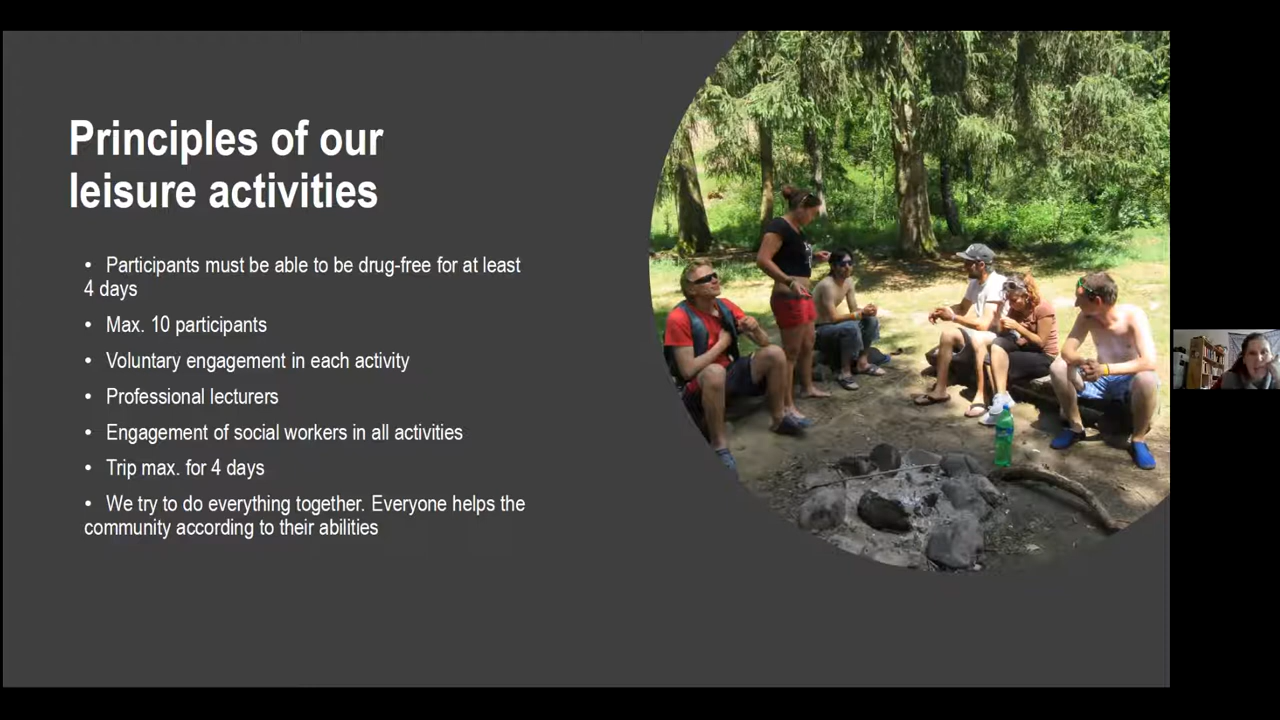 Principles of our
leisure activities
• Participants must be able to be drug-free for at least
4 days
• Max. 10 participants
• Voluntary engagement in each activity
• Professional lecturers
• Engagement of social workers in all activities
• Trip max. for 4 days
• We try to do everything together. Everyone helps the
community according to their abilities